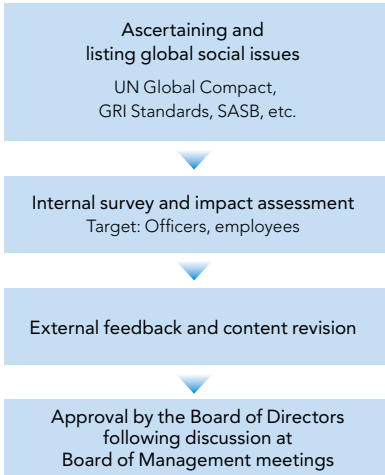 Ascertaining and
listing global social issues
UN Global Compact,
GRI Standards, SASB, etc.
Internal survey and impact assessment
Target: Officers, employees
External feedback and content revision
Approval by the Board of Directors
following discussion at
Board of Management meetings